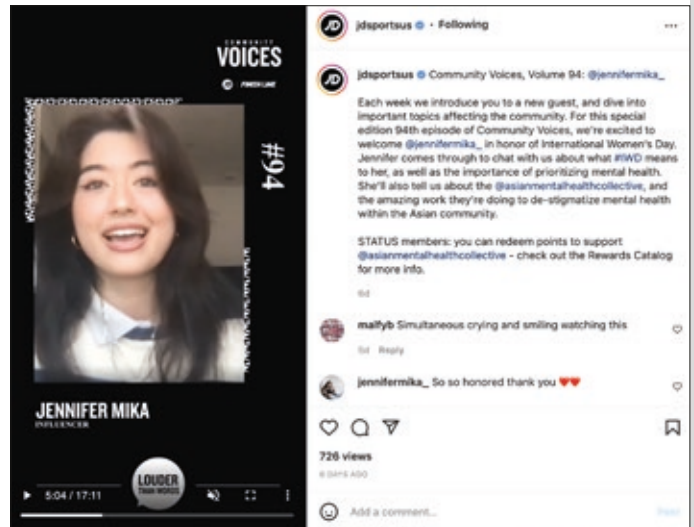 COMMUNITY
VOICES
FINISH LINE
#94
JENNIFER MIKA
INFLUENCER
LOUDER
THAN WORDS
5:04 / 17:11
jdsportsus • Following
jdsportsus Community Voices, Volume 94: @jennifermika_
Each week we introduce you to a new guest, and dive into
important topics affecting the community. For this special
edition 94th episode of Community Voices, we're excited to
welcome @jennifermika_ in honor of International Women's Day.
Jennifer comes through to chat with us about what #IWD means
to her, as well as the importance of prioritizing mental health.
She'll also tell us about the @asianmentalhealthcollective, and
the amazing work they're doing to de-stigmatize mental health
within the Asian community.
STATUS members: you can redeem points to support
@asianmentalhealthcollective - check out the Rewards Catalog
for more info.
6d
malfyb Simultaneous crying and smiling watching this
5d Reply
jennifermika_ So so honored thank you ❤️❤️
726 views
6 DAYS AGO
Add a comment...
Post